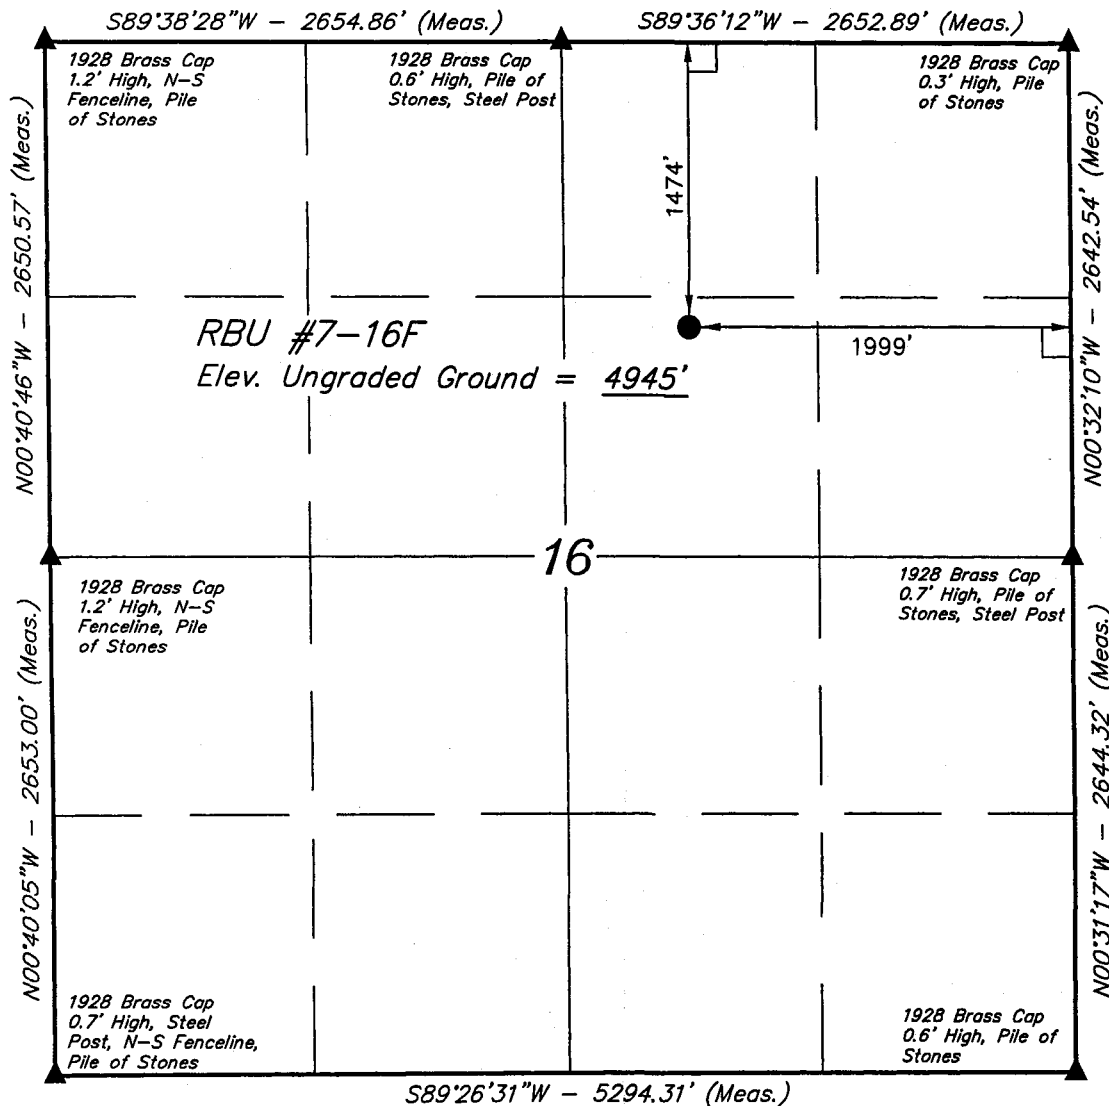 S89°38'28"W - 2654.86' (Meas.)
S89°36'12"W - 2652.89' (Meas.)
1928 Brass Cap
1.2' High, N-S
Fenceline, Pile
of Stones
1928 Brass Cap
0.6' High, Pile of
Stones, Steel Post
1928 Brass Cap
0.3' High, Pile
of Stones
N00°40'46"W - 2650.57' (Meas.)
1474'
N00°32'10"W - 2642.54' (Meas.)
RBU #7-16F
Elev. Ungraded Ground = 4945'
1999'
16
1928 Brass Cap
1.2' High, N-S
Fenceline, Pile
of Stones
1928 Brass Cap
0.7' High, Pile of
Stones, Steel Post
N00°40'05"W - 2653.00' (Meas.)
N00°31'17"W - 2644.32' (Meas.)
1928 Brass Cap
0.7' High, Steel
Post, N-S Fenceline,
Pile of Stones
1928 Brass Cap
0.6' High, Pile of
Stones
S89°26'31"W - 5294.31' (Meas.)